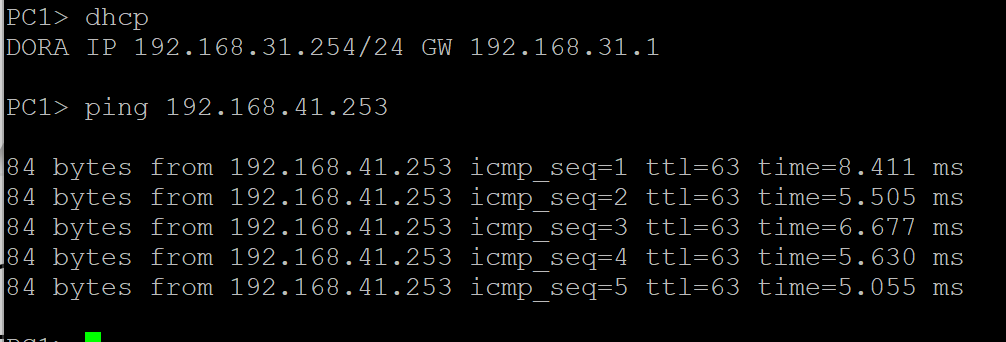 PC1> dhcp
DORA IP 192.168.31.254/24 GW 192.168.31.1
PC1> ping 192.168.41.253
84 bytes from 192.168.41.253 icmp_seq=1 ttl=63 time=8.411 ms
84 bytes from 192.168.41.253 icmp_seq=2 ttl=63 time=5.505 ms
84 bytes from 192.168.41.253 icmp_seq=3 ttl=63 time=6.677 ms
84 bytes from 192.168.41.253 icmp_seq=4 ttl=63 time=5.630 ms
84 bytes from 192.168.41.253 icmp_seq=5 ttl=63 time=5.055 ms
PC1>